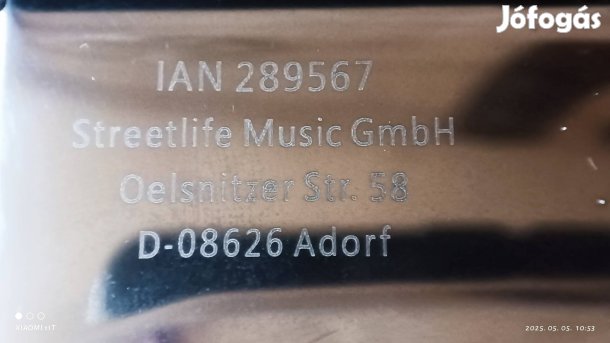 Jófogás
IAN 289567
Streetlife Music GmbH
Oelsnitzer Str. 58
D-08626 Adorf
XIAOMI 11T
2025. 05. 05. 10:53